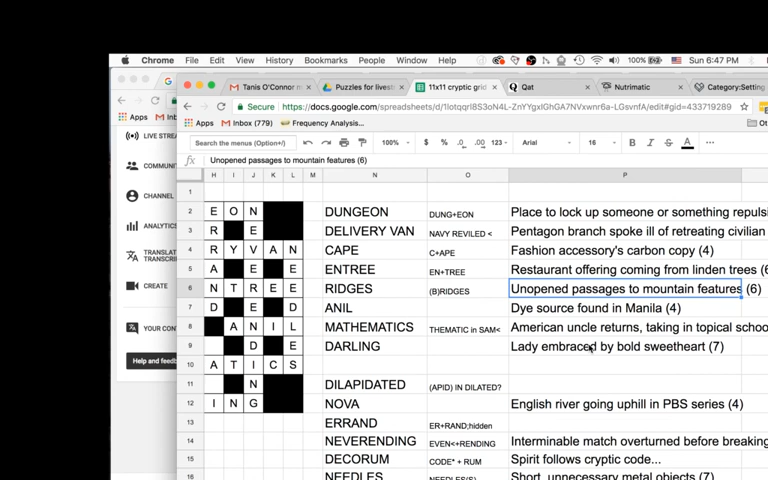 Chrome File Edit View History Bookmarks People Window Help 100% Sun 6:47 PM
Tanis O'Connor m Puzzles for livest 11x11 cryptic grid Qat Nutrimatic Category:Setting
Secure https://docs.google.com/spreadsheets/d/
Apps Inbox (779) Frequency Analysis...
Apps
Search the menus (Option+/) 100% $ % .0 .00 123 Arial 16 B I S A
LIVE STREA
fx Unopened passages to mountain features (6)
COMMUN
H I J K L M N O P
CHANNEL
1
2 E O N DUNGEON DUNG+EON Place to lock up someone or something repuls
ANALYTICS
3 R E DELIVERY VAN NAVY REVILED < Pentagon branch spoke ill of retreating civilian
4 R Y V A N CAPE C+APE Fashion accessory's carbon copy (4)
TRANSLAT
TRANSCRI
5 A E E ENTREE EN+TREE Restaurant offering coming from linden trees (6
CREATE
6 N T R E E RIDGES (B)RIDGES Unopened passages to mountain features (6)
7 D E D ANIL Dye source found in Manila (4)
YOUR CON
8 A N I L MATHEMATICS THEMATIC in SAM< American uncle returns, taking in topical schoo
9 D E DARLING Lady embraced by bold sweetheart (7)
Help and feedb
10 A T I C S
11 N DILAPIDATED (APID) IN DILATED?
12 I N G NOVA English river going uphill in PBS series (4)
13 ERRAND ER+RAND;hidden
14 NEVERENDING EVEN<+RENDING Interminable match overturned before breaking
15 DECORUM CODE* + RUM Spirit follows cryptic code...
16 NEEDLES NEEDLES(S) Short, unnecessary metal objects (7)